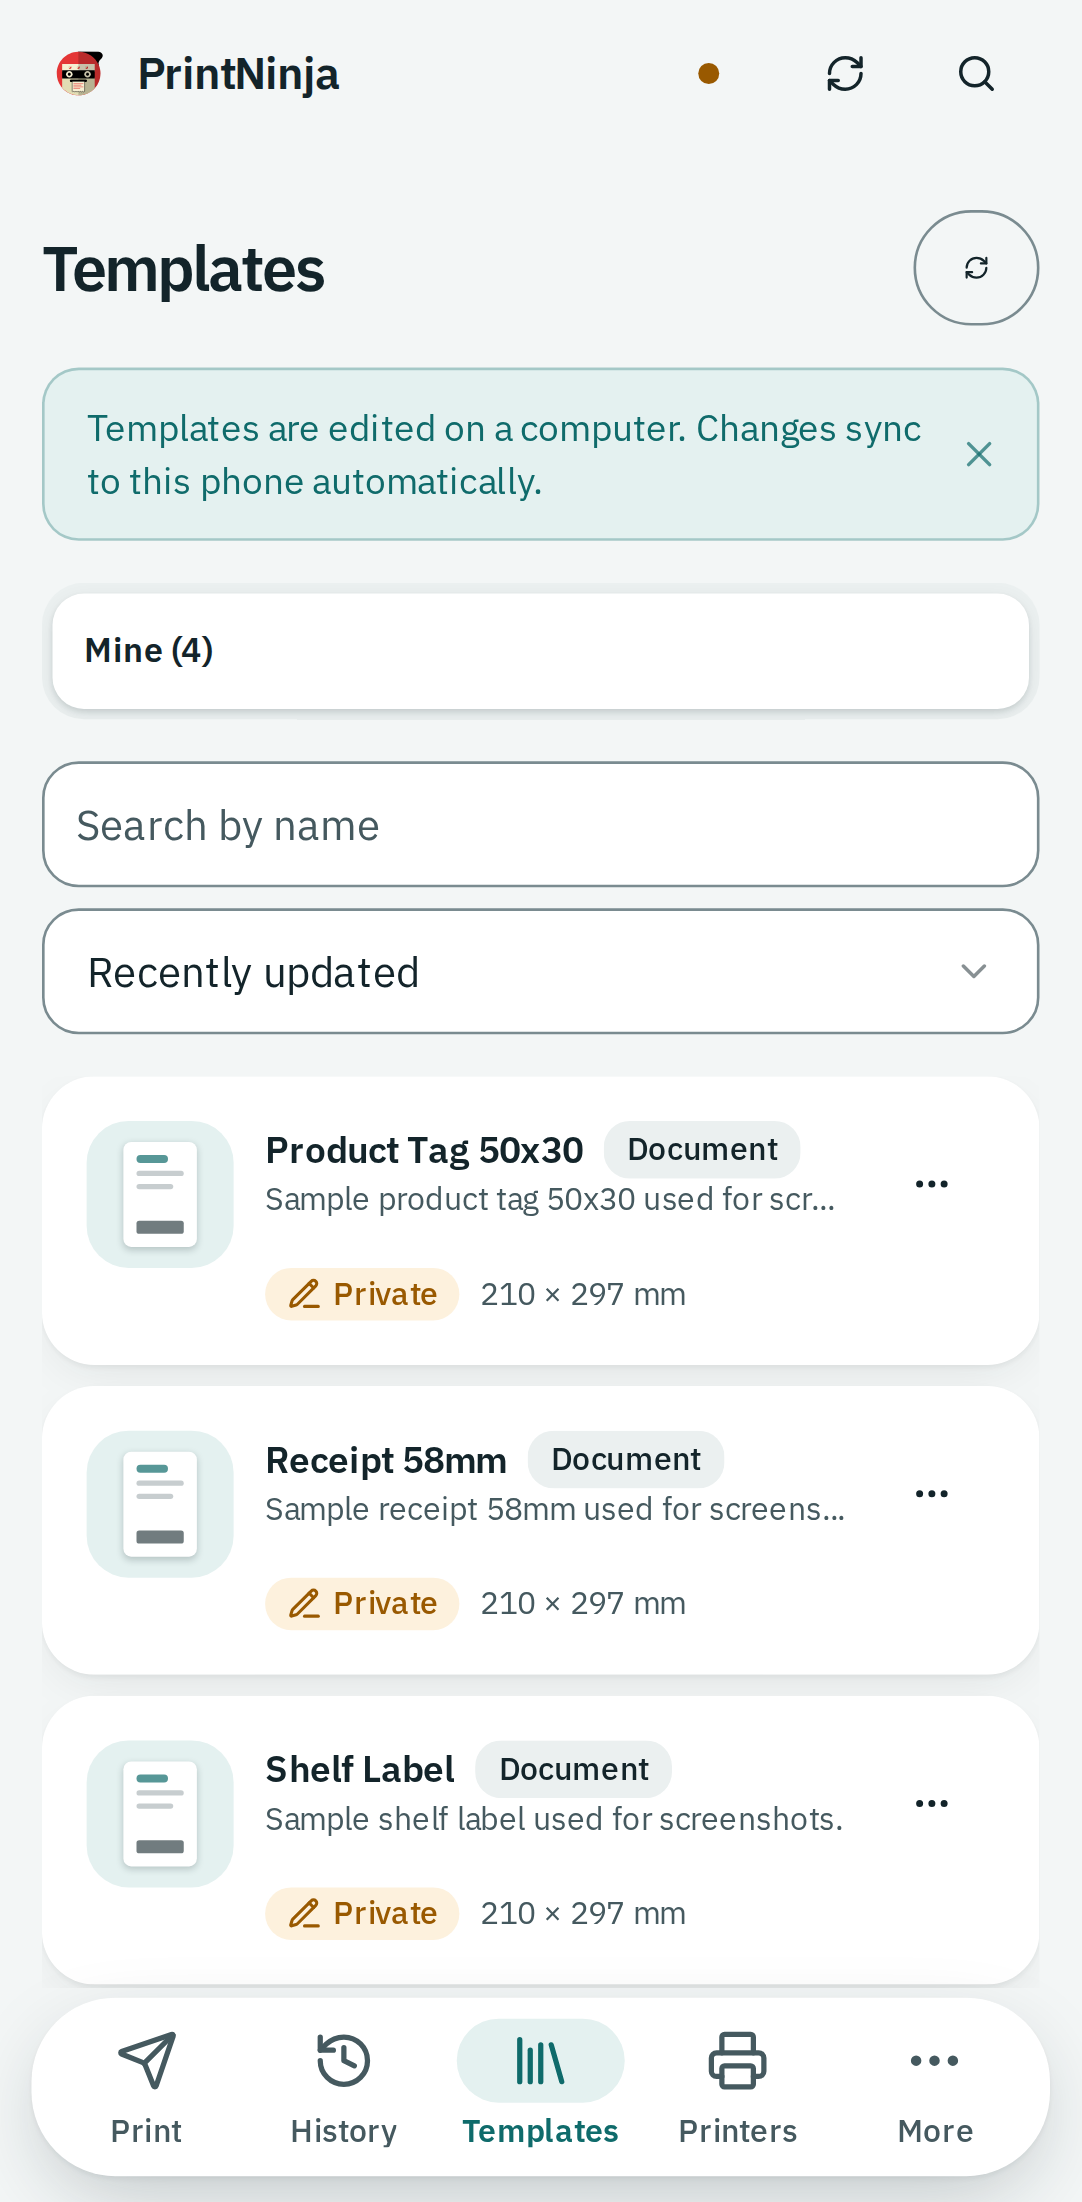 PrintNinja
Templates
Templates are edited on a computer. Changes sync
to this phone automatically.
Mine (4)
Search by name
Recently updated
Product Tag 50x30 Document
Sample product tag 50x30 used for scr...
Private 210 × 297 mm
Receipt 58mm Document
Sample receipt 58mm used for screens...
Private 210 × 297 mm
Shelf Label Document
Sample shelf label used for screenshots.
Private 210 × 297 mm
Print History Templates Printers More